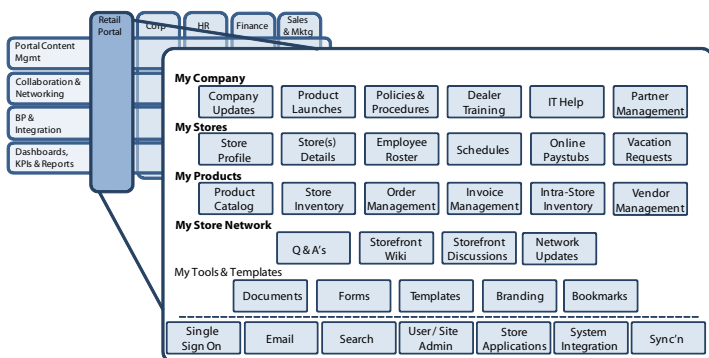 Retail
Portal
Corp
HR
Finance
Sales
& Mktg
Portal Content
Mgmt
Collaboration &
Networking
BP &
Integration
Dashboards,
KPIs & Reports
My Company
Company
Updates
Product
Launches
Policies &
Procedures
Dealer
Training
IT Help
Partner
Management
My Stores
Store
Profile
Store(s)
Details
Employee
Roster
Schedules
Online
Paystubs
Vacation
Requests
My Products
Product
Catalog
Store
Inventory
Order
Management
Invoice
Management
Intra-Store
Inventory
Vendor
Management
My Store Network
Q & A's
Storefront
Wiki
Storefront
Discussions
Network
Updates
My Tools & Templates
Documents
Forms
Templates
Branding
Bookmarks
Single
Sign On
Email
Search
User/ Site
Admin
Store
Applications
System
Integration
Sync'n